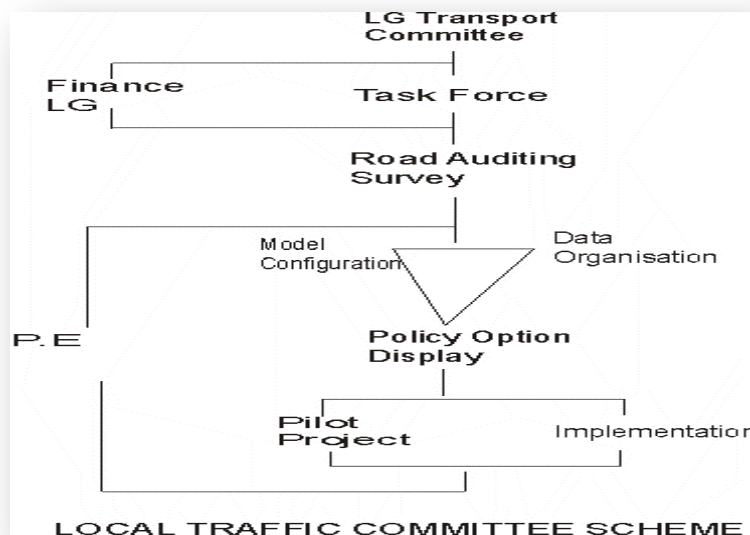 LG Transport
Committee
Finance
LG
Task Force
Road Auditing
Survey
Model
Configuration
Data
Organisation
P.E
Policy Option
Display
Pilot
Project
Implementation
LOCAL TRAFFIC COMMITTEE SCHEME